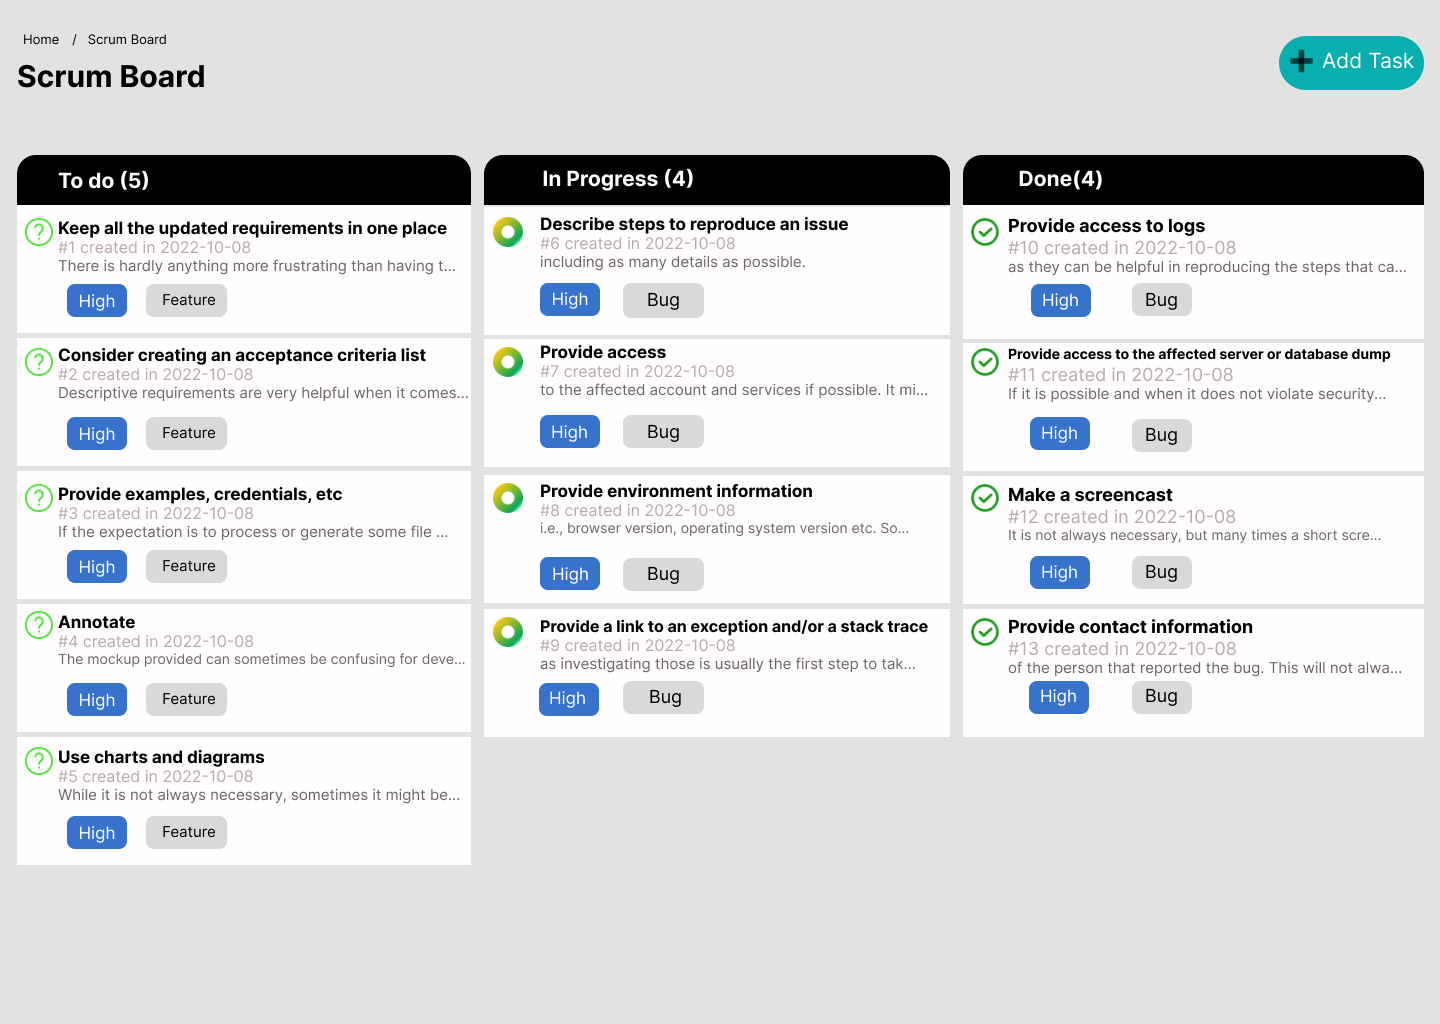 Home / Scrum Board
Scrum Board
Add Task
To do (5)
Keep all the updated requirements in one place
#1 created in 2022-10-08
There is hardly anything more frustrating than having t...
High Feature
Consider creating an acceptance criteria list
#2 created in 2022-10-08
Descriptive requirements are very helpful when it comes...
High Feature
Provide examples, credentials, etc
#3 created in 2022-10-08
If the expectation is to process or generate some file ...
High Feature
Annotate
#4 created in 2022-10-08
The mockup provided can sometimes be confusing for deve...
High Feature
Use charts and diagrams
#5 created in 2022-10-08
While it is not always necessary, sometimes it might be...
High Feature
In Progress (4)
Describe steps to reproduce an issue
#6 created in 2022-10-08
including as many details as possible.
High Bug
Provide access
#7 created in 2022-10-08
to the affected account and services if possible. It mi...
High Bug
Provide environment information
#8 created in 2022-10-08
i.e., browser version, operating system version etc. So...
High Bug
Provide a link to an exception and/or a stack trace
#9 created in 2022-10-08
as investigating those is usually the first step to tak...
High Bug
Done(4)
Provide access to logs
#10 created in 2022-10-08
as they can be helpful in reproducing the steps that ca...
High Bug
Provide access to the affected server or database dump
#11 created in 2022-10-08
If it is possible and when it does not violate security...
High Bug
Make a screencast
#12 created in 2022-10-08
It is not always necessary, but many times a short scre...
High Bug
Provide contact information
#13 created in 2022-10-08
of the person that reported the bug. This will not alwa...
High Bug